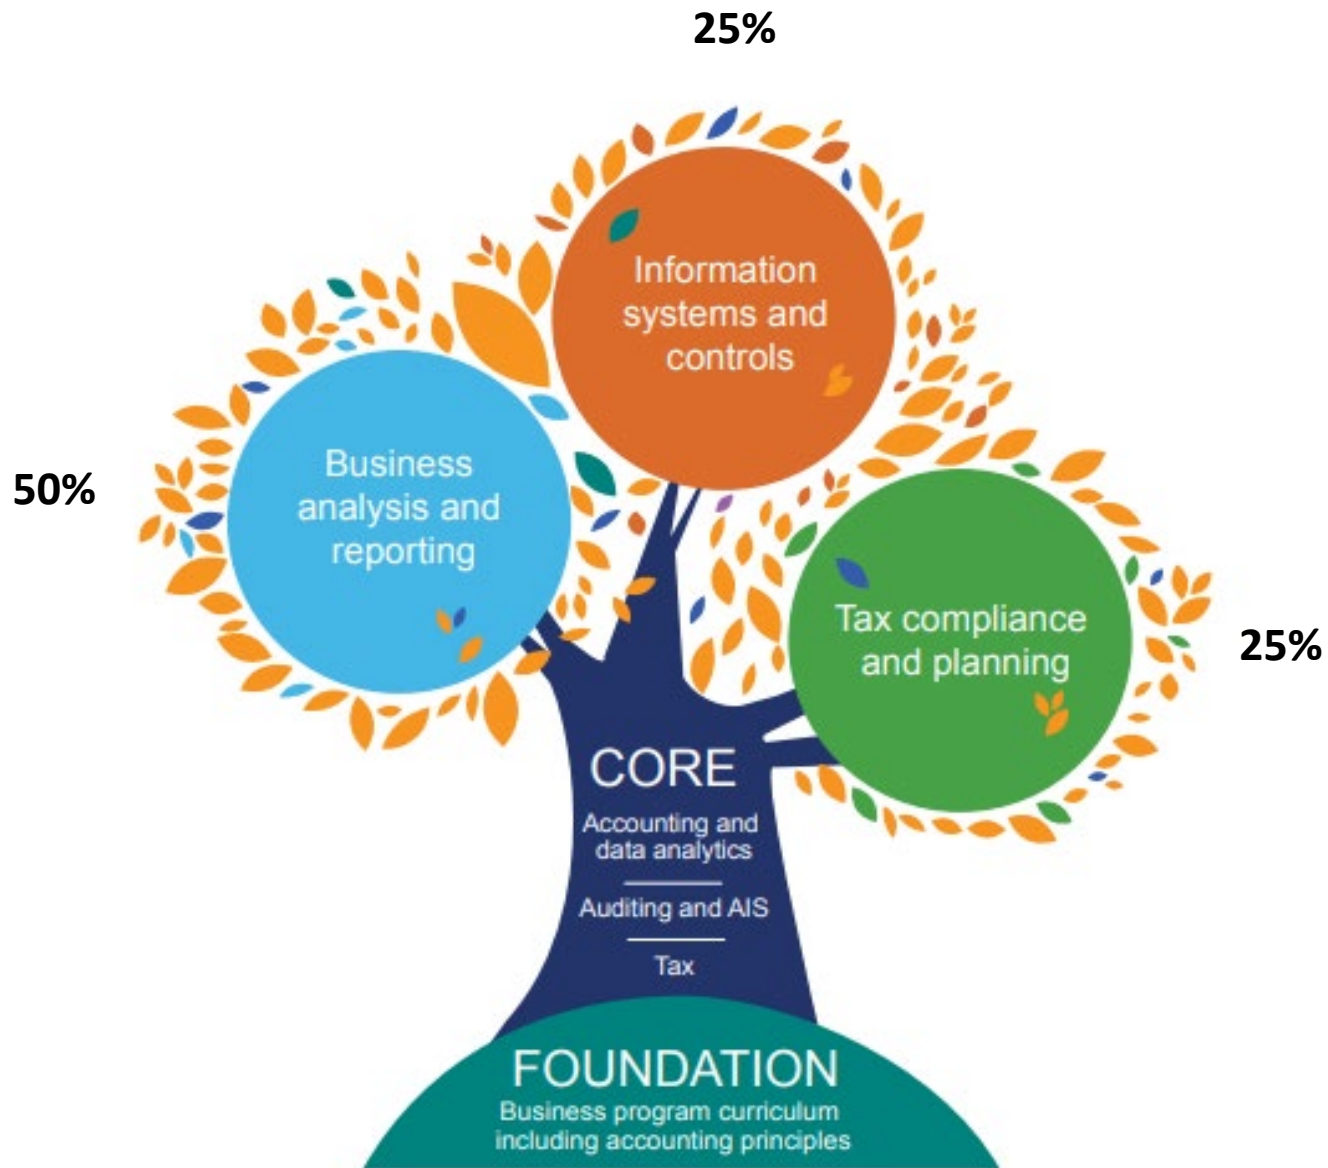 25%
Information
systems and
controls
Business
analysis and
reporting
50%
Tax compliance
and planning
25%
CORE
Accounting and
data analytics
Auditing and AIS
Tax
FOUNDATION
Business program curriculum
including accounting principles